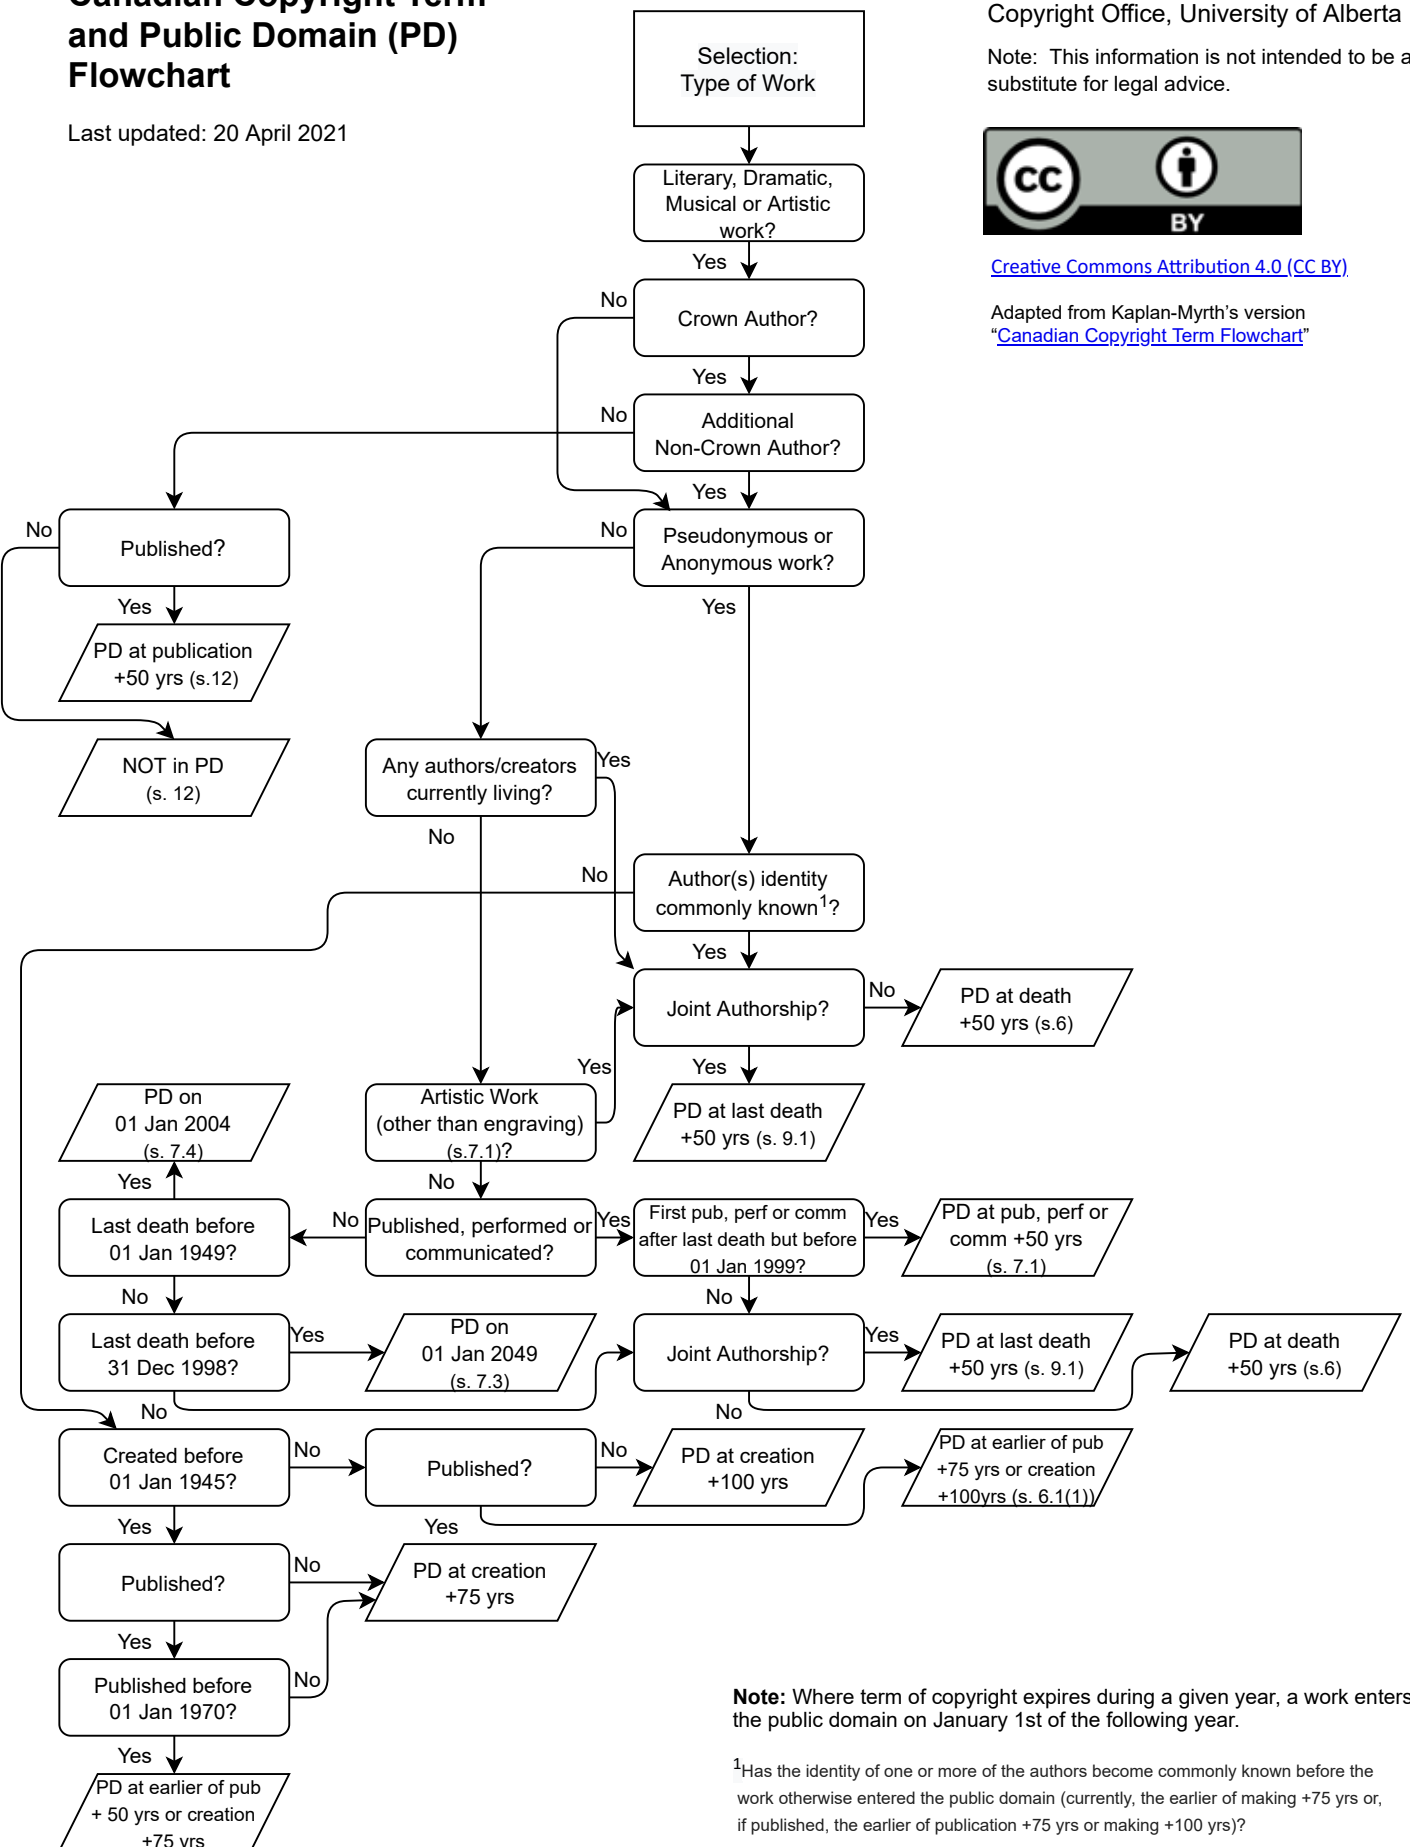 Canadian Copyright Term
and Public Domain (PD)
Flowchart
Last updated: 20 April 2021
Copyright Office, University of Alberta
Note: This information is not intended to be a
substitute for legal advice.
CC
BY
Creative Commons Attribution 4.0 (CC BY)
Adapted from Kaplan-Myrth's version
“Canadian Copyright Term Flowchart”
Selection:
Type of Work
Literary, Dramatic,
Musical or Artistic
work?
Yes
No
Crown Author?
Yes
No
Additional
Non-Crown Author?
Yes
No
Published?
No
Pseudonymous or
Anonymous work?
Yes
Yes
PD at publication
+50 yrs (s.12)
NOT in PD
(s. 12)
Any authors/creators
currently living?
Yes
No
No
Author(s) identity
commonly known1?
Yes
Joint Authorship?
No
PD at death
+50 yrs (s.6)
Yes
Yes
PD on
01 Jan 2004
(s. 7.4)
Artistic Work
(other than engraving)
(s.7.1)?
PD at last death
+50 yrs (s. 9.1)
Yes
No
Last death before
01 Jan 1949?
No
Published, performed or
communicated?
Yes
First pub, perf or comm
after last death but before
01 Jan 1999?
Yes
PD at pub, perf or
comm +50 yrs
(s. 7.1)
No
No
Last death before
31 Dec 1998?
Yes
PD on
01 Jan 2049
(s. 7.3)
Joint Authorship?
Yes
PD at last death
+50 yrs (s. 9.1)
PD at death
+50 yrs (s.6)
No
No
Created before
01 Jan 1945?
No
Published?
No
PD at creation
+100 yrs
PD at earlier of pub
+75 yrs or creation
+100yrs (s. 6.1(1))
Yes
Yes
Published?
No
PD at creation
+75 yrs
Yes
Published before
01 Jan 1970?
No
Yes
PD at earlier of pub
+ 50 yrs or creation
+75 yrs
Note: Where term of copyright expires during a given year, a work enters
the public domain on January 1st of the following year.
1Has the identity of one or more of the authors become commonly known before the
work otherwise entered the public domain (currently, the earlier of making +75 yrs or,
if published, the earlier of publication +75 yrs or making +100 yrs)?